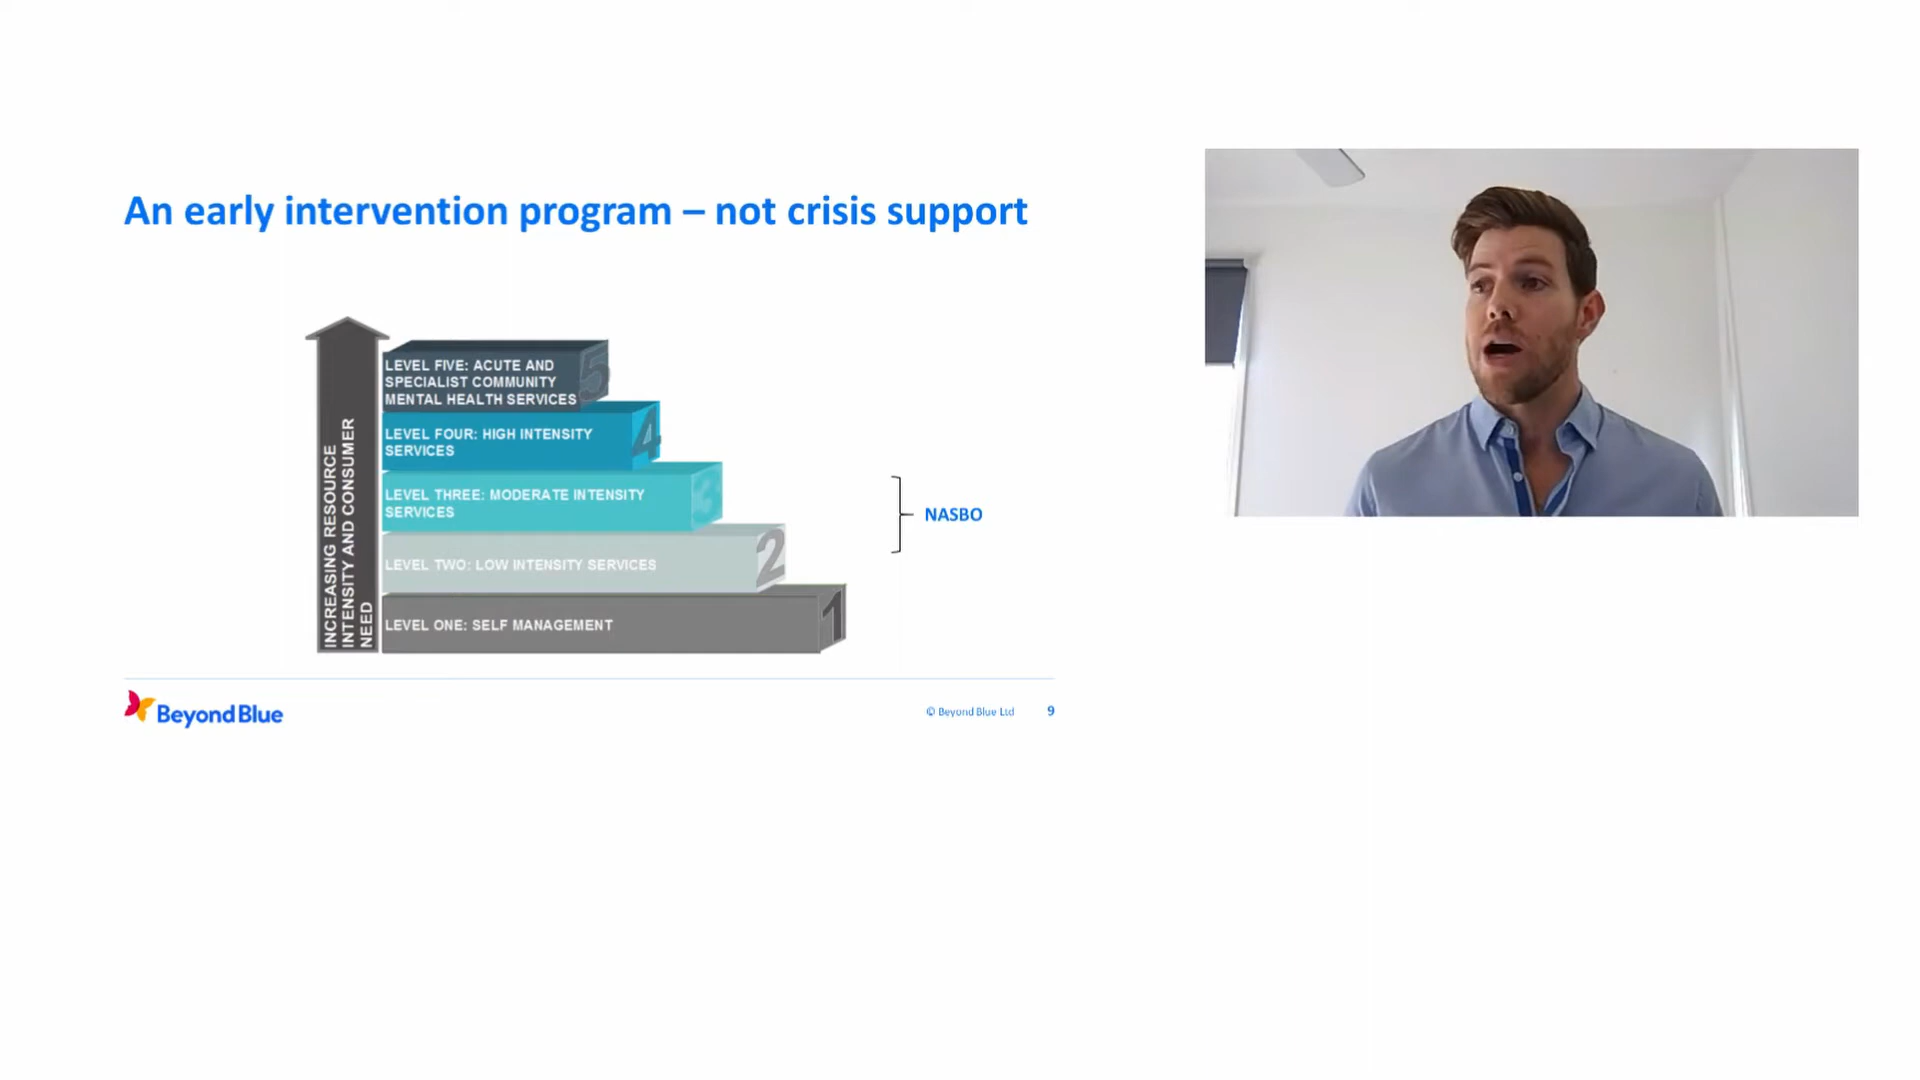 An early intervention program – not crisis support
INCREASING RESOURCE
INTENSITY AND CONSUMER
NEED
LEVEL FIVE: ACUTE AND
SPECIALIST COMMUNITY
MENTAL HEALTH SERVICES
5
LEVEL FOUR: HIGH INTENSITY
SERVICES
4
LEVEL THREE: MODERATE INTENSITY
SERVICES
3
LEVEL TWO: LOW INTENSITY SERVICES
2
LEVEL ONE: SELF MANAGEMENT
1
NASBO
Beyond Blue
© Beyond Blue Ltd
9